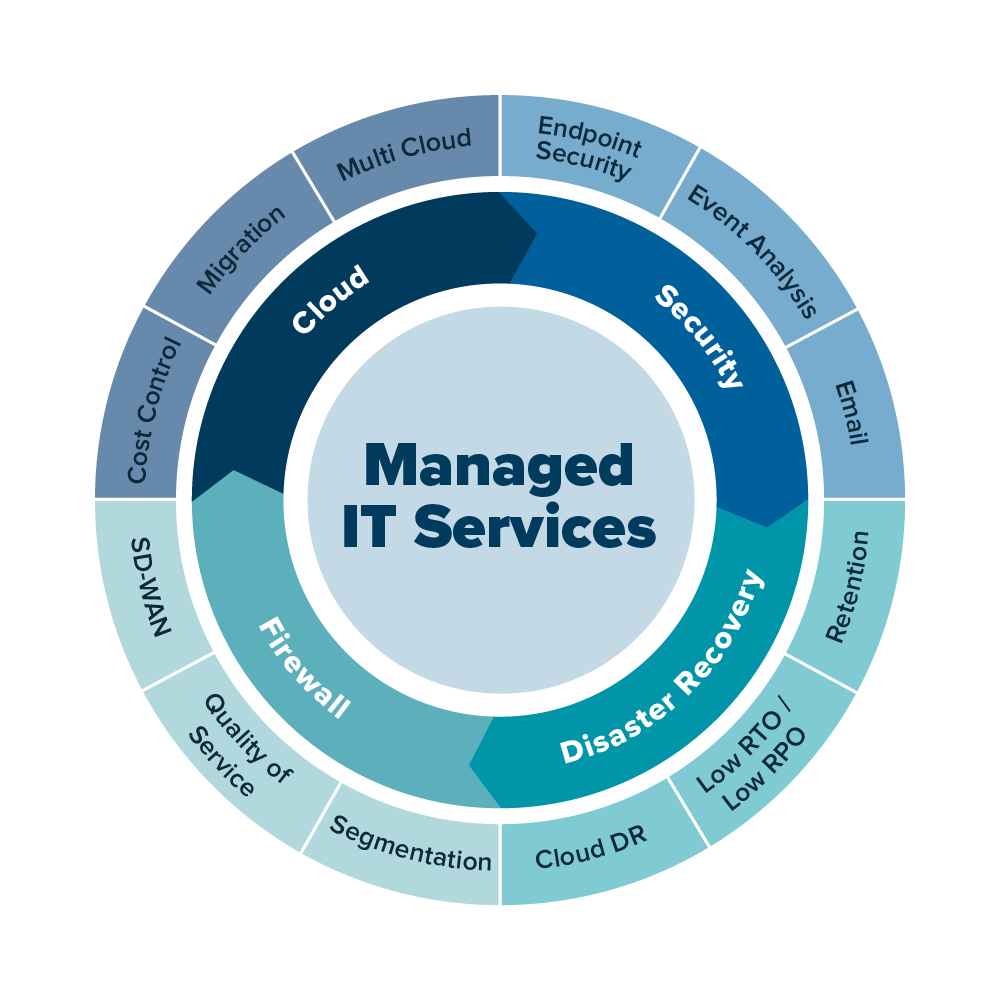 Managed
IT Services
Cloud
Security
Disaster Recovery
Firewall
Multi Cloud
Endpoint
Security
Event Analysis
Email
Retention
Low RTO /
Low RPO
Cloud DR
Segmentation
Quality of
Service
SD-WAN
Cost Control
Migration